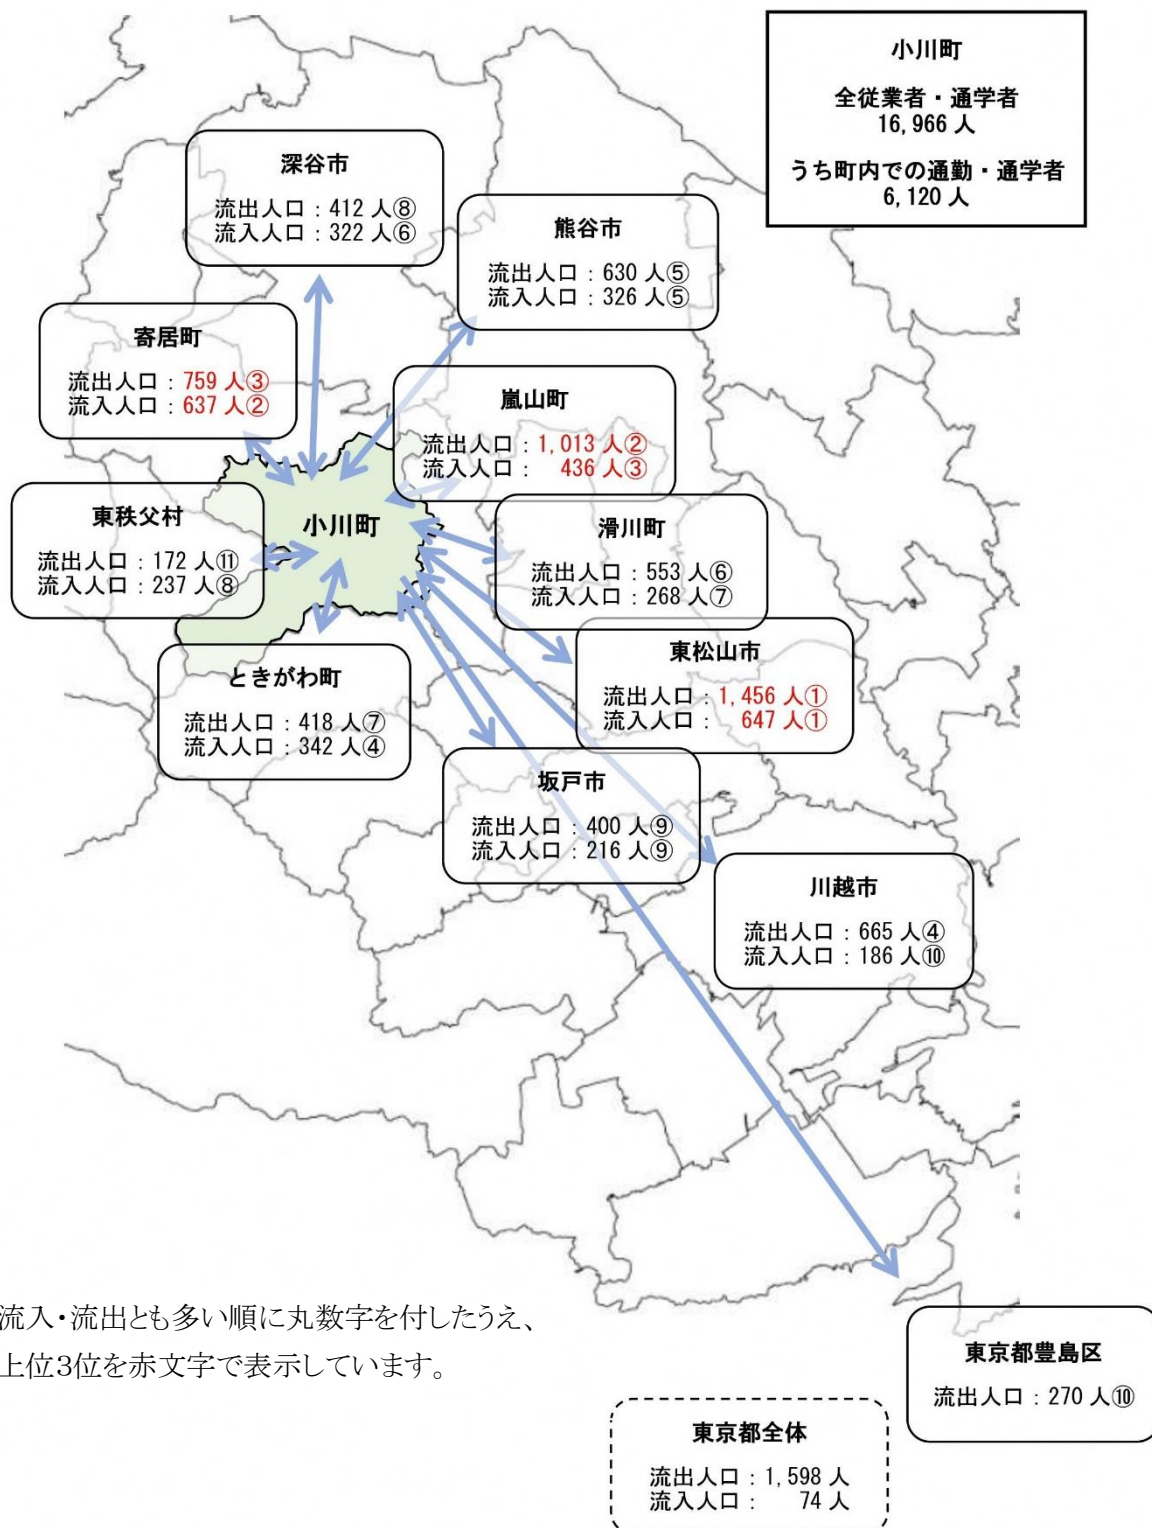 小川町
全従業者・通学者
16,966 人
うち町内での通勤・通学者
6,120 人
深谷市
流出人口：412 人⑧
流入人口：322 人⑥
熊谷市
流出人口：630 人⑤
流入人口：326 人⑤
寄居町
流出人口：759 人③
流入人口：637 人②
嵐山町
流出人口：1,013 人②
流入人口： 436 人③
小川町
東秩父村
流出人口：172 人⑪
流入人口：237 人⑧
滑川町
流出人口：553 人⑥
流入人口：268 人⑦
ときがわ町
流出人口：418 人⑦
流入人口：342 人④
東松山市
流出人口：1,456 人①
流入人口： 647 人①
坂戸市
流出人口：400 人⑨
流入人口：216 人⑨
川越市
流出人口：665 人④
流入人口：186 人⑩
流入・流出とも多い順に丸数字を付したうえ、
上位3位を赤文字で表示しています。
東京都豊島区
流出人口：270 人⑩
東京都全体
流出人口：1,598 人
流入人口： 74 人